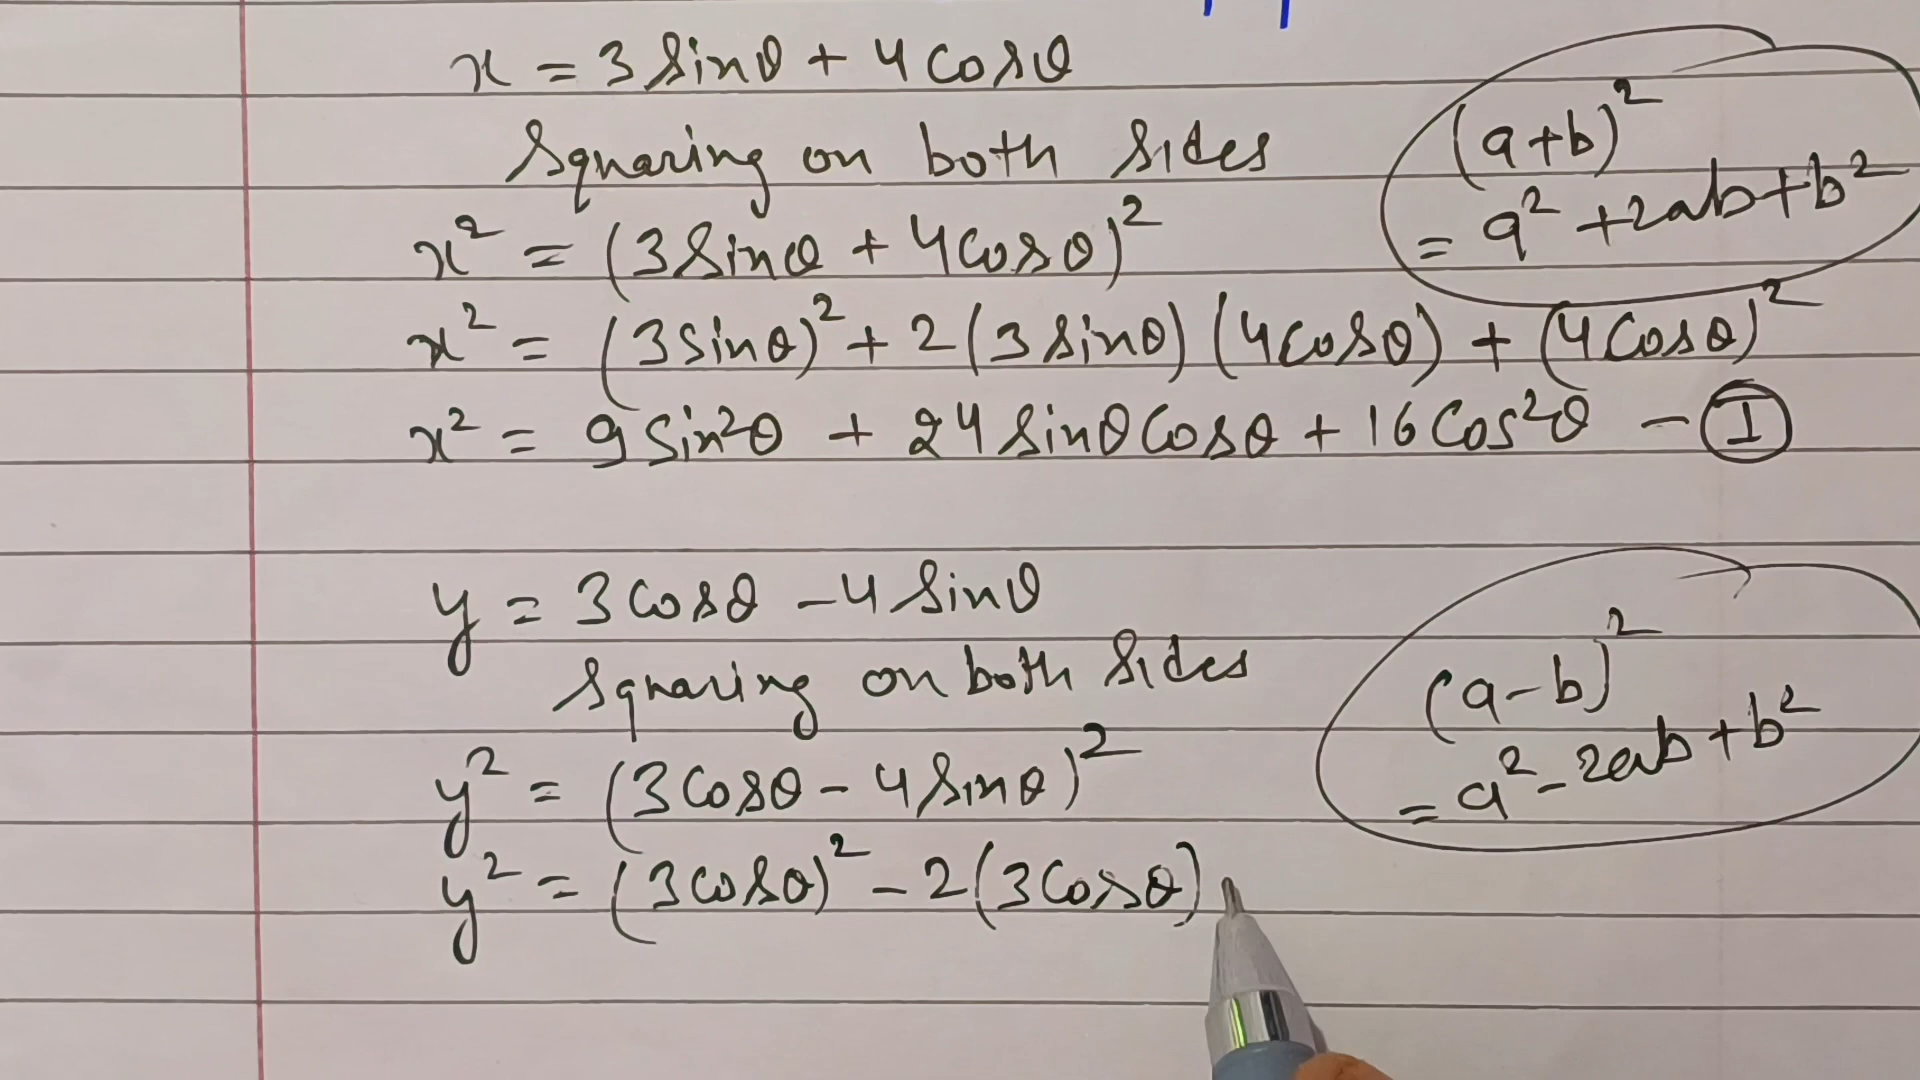 x = 3 Sinθ + 4 Cosθ
Squaring on both Sides
x² = (3 Sinθ + 4 Cosθ)²
x² = (3 sinθ)² + 2 (3 sinθ) (4 cosθ) + (4 Cosθ)²
x² = 9 Sin²θ + 24 sinθ Cosθ + 16 Cos²θ - I
(a+b)²
= a² + 2ab + b²
y = 3 Cosθ - 4 Sinθ
Squaring on both Sides
y² = (3 Cosθ - 4 Sinθ)²
y² = (3 cosθ)² - 2 (3 Cosθ)
(a-b)²
= a² - 2ab + b²